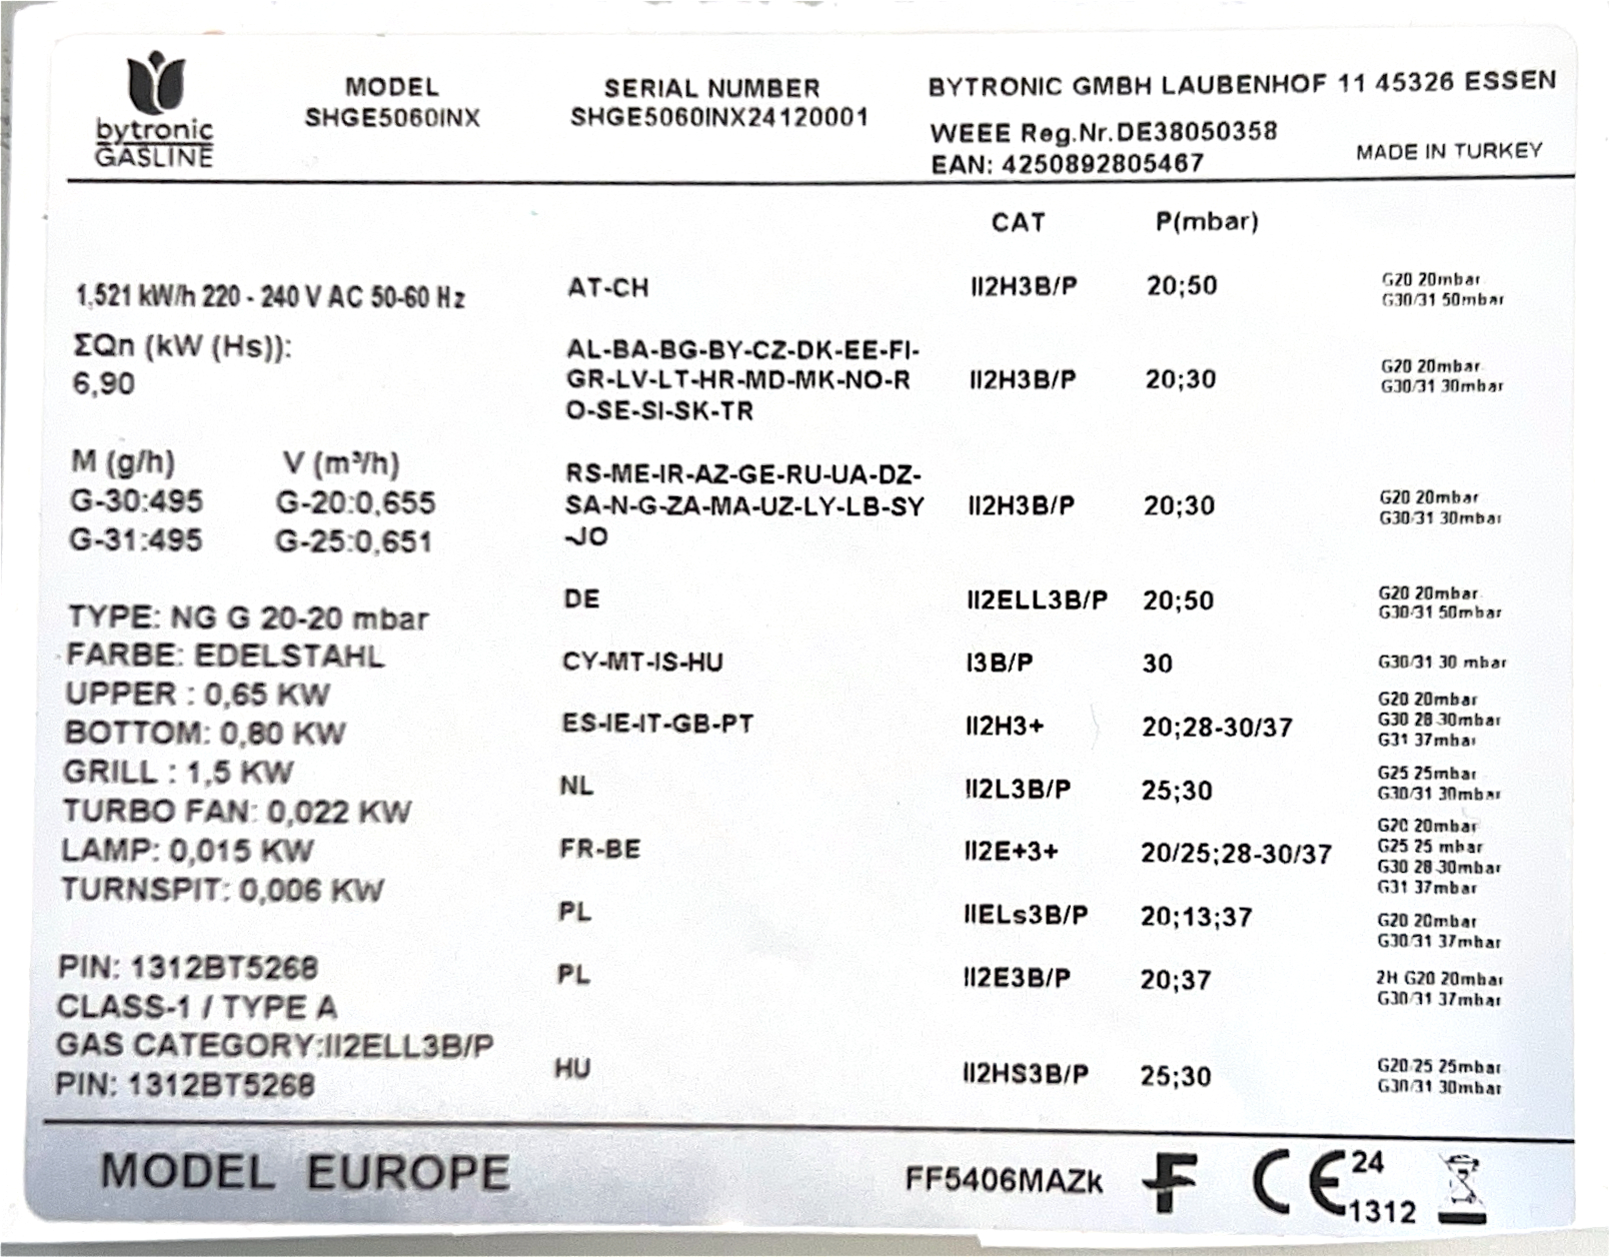 bytronic
GASLINE
MODEL
SHGE5060INX
SERIAL NUMBER
SHGE5060INX24120001
BYTRONIC GMBH LAUBENHOF 11 45326 ESSEN
WEEE Reg.Nr.DE38050358
EAN: 4250892805467
MADE IN TURKEY
1,521 kW/h 220 - 240 V AC 50-60 Hz
ΣQn (kW (Hs)):
6,90
M (g/h) V (m³/h)
G-30:495 G-20:0,655
G-31:495 G-25:0,651
TYPE: NG G 20-20 mbar
FARBE: EDELSTAHL
UPPER : 0,65 KW
BOTTOM: 0,80 KW
GRILL : 1,5 KW
TURBO FAN: 0,022 KW
LAMP: 0,015 KW
TURNSPIT: 0,006 KW
PIN: 1312BT5268
CLASS-1 / TYPE A
GAS CATEGORY:II2ELL3B/P
PIN: 1312BT5268
CAT P(mbar)
AT-CH II2H3B/P 20;50
G20 20mbar
G30/31 50mbar
AL-BA-BG-BY-CZ-DK-EE-FI-
GR-LV-LT-HR-MD-MK-NO-R
O-SE-SI-SK-TR
II2H3B/P 20;30
G20 20mbar
G30/31 30mbar
RS-ME-IR-AZ-GE-RU-UA-DZ-
SA-N-G-ZA-MA-UZ-LY-LB-SY
-JO
II2H3B/P 20;30
G20 20mbar
G30/31 30mbar
DE II2ELL3B/P 20;50
G20 20mbar
G30/31 50mbar
CY-MT-IS-HU I3B/P 30
G30/31 30 mbar
ES-IE-IT-GB-PT II2H3+ 20;28-30/37
G20 20mbar
G30 28-30mbar
G31 37mbar
NL II2L3B/P 25;30
G25 25mbar
G30/31 30mbar
FR-BE II2E+3+ 20/25;28-30/37
G20 20mbar
G25 25 mbar
G30 28-30mbar
G31 37mbar
PL IIELs3B/P 20;13;37
G20 20mbar
G30/31 37mbar
PL II2E3B/P 20;37
2H G20 20mbar
G30/31 37mbar
HU II2HS3B/P 25;30
G20/25 25mbar
G30/31 30mbar
MODEL EUROPE
FF5406MAZk
F
CE 24
1312